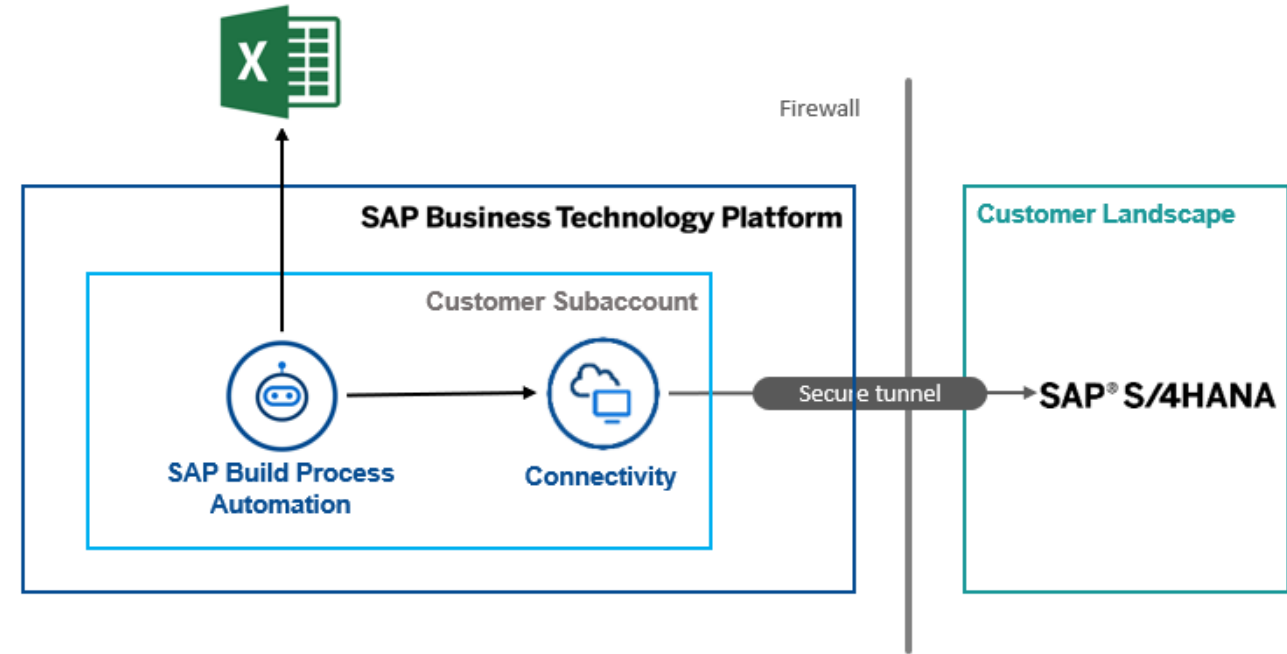 X
Firewall
SAP Business Technology Platform
Customer Landscape
Customer Subaccount
Secure tunnel
SAP® S/4HANA
SAP Build Process
Automation
Connectivity